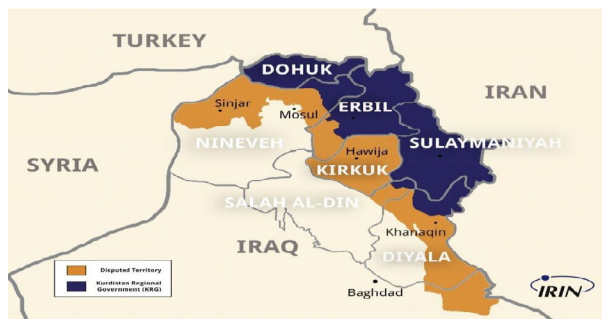 TURKEY
DOHUK
IRAN
Sinjar
ERBIL
Mosul
NINEVEH
SULAYMANIYAH
Hawija
SYRIA
KIRKUK
SALAH AL-DIN
Khanaqin
IRAQ
DIYALA
Disputed Territory
Kurdistan Regional
Government (KRG)
Baghdad
IRIN